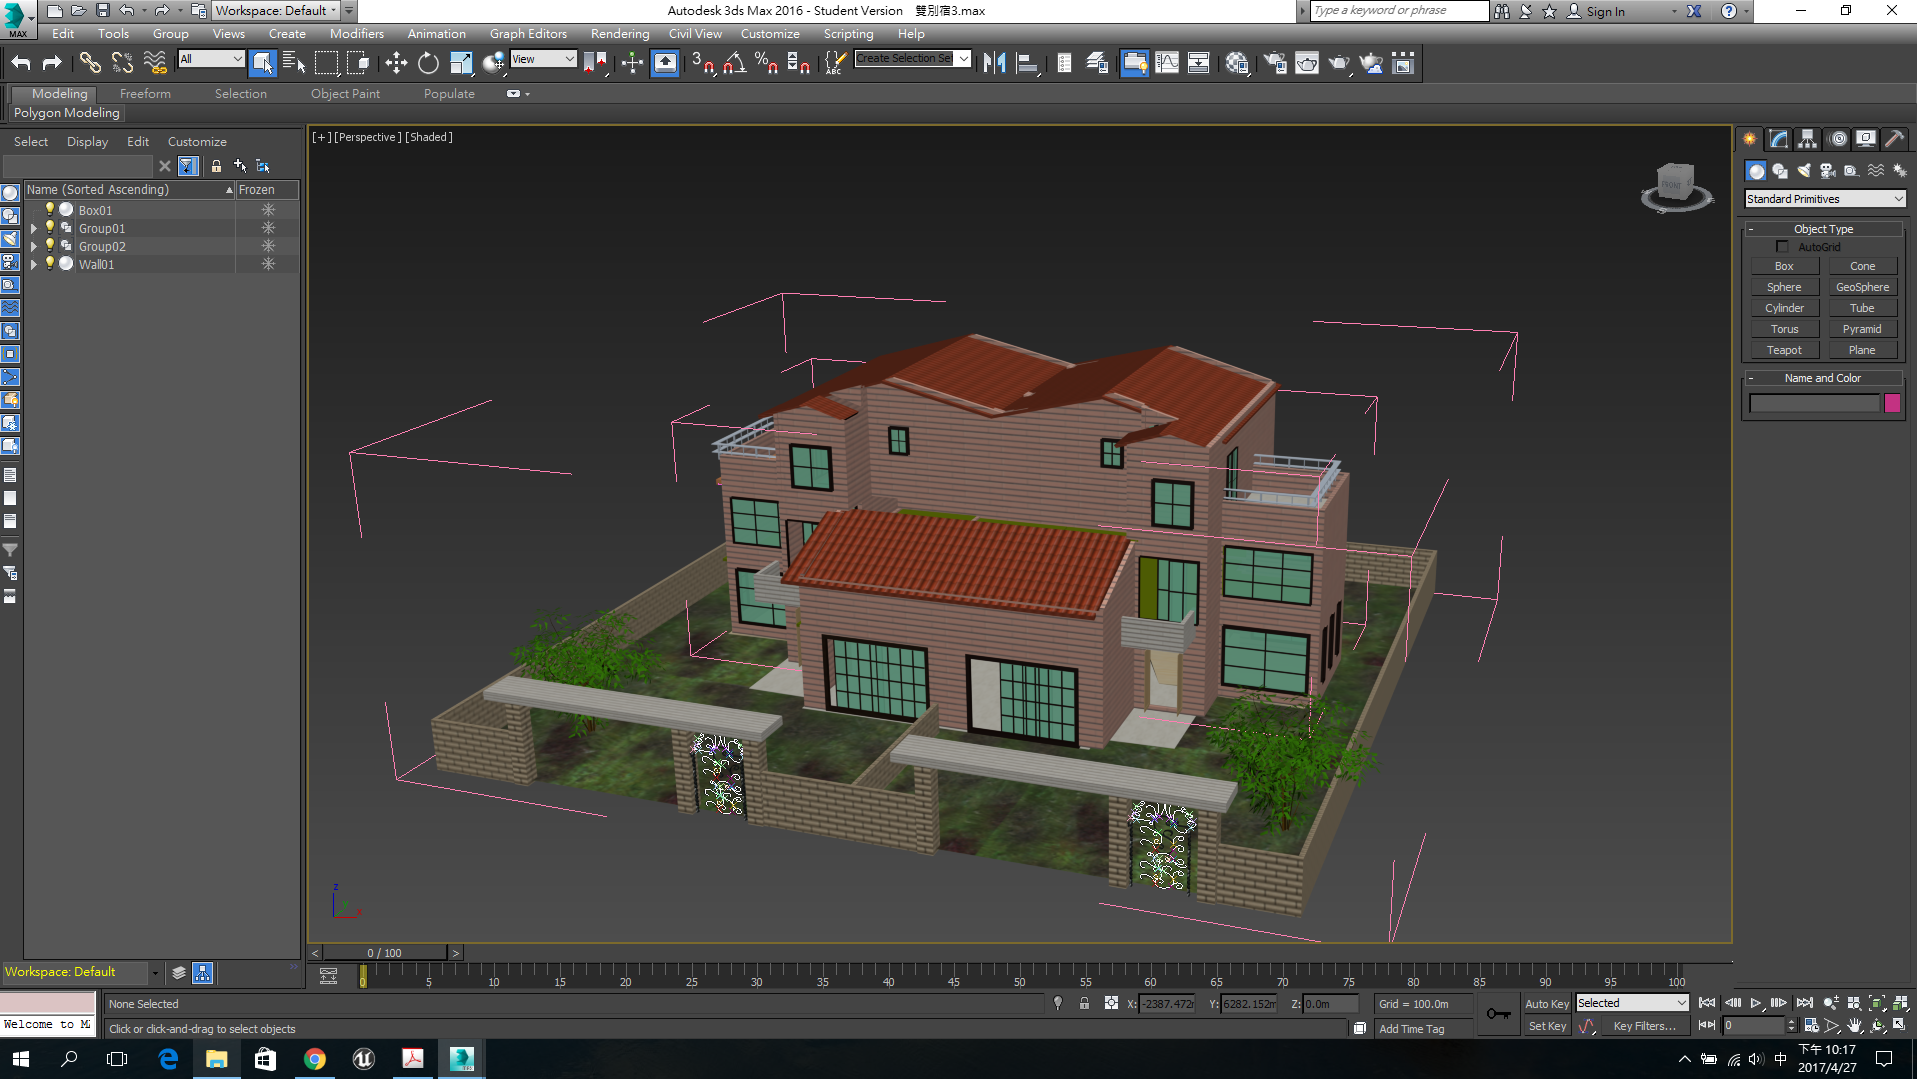 Workspace: Default
Autodesk 3ds Max 2016 - Student Version 雙別宿3.max
Type a keyword or phrase
Sign In
MAX
Edit Tools Group Views Create Modifiers Animation Graph Editors Rendering Civil View Customize Scripting Help
All
View
3
%
ABC
Create Selection Se
Modeling Freeform Selection Object Paint Populate
Polygon Modeling
Select Display Edit Customize
[+] [Perspective ] [Shaded ]
FRONT
Name (Sorted Ascending) Frozen
Box01
Group01
Group02
Wall01
Standard Primitives
- Object Type
AutoGrid
Box Cone
Sphere GeoSphere
Cylinder Tube
Torus Pyramid
Teapot Plane
- Name and Color
z
y
x
< 0 / 100 >
Workspace: Default
0 5 10 15 20 25 30 35 40 45 50 55 60 65 70 75 80 85 90 95 100
None Selected
X: -2387.472m Y: 6282.152m Z: 0.0m Grid = 100.0m
Auto Key Selected
Welcome to M
Click or click-and-drag to select objects
Add Time Tag
Set Key Key Filters...
0
中
下午 10:17
2017/4/27